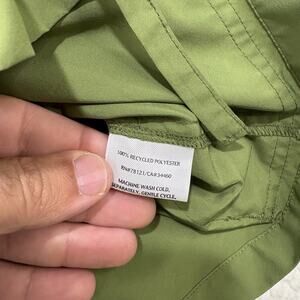 100% RECYCLED POLYESTER
RN#78121/CA#34460
MACHINE WASH COLD,
SEPARATELY, GENTLE CYCLE,